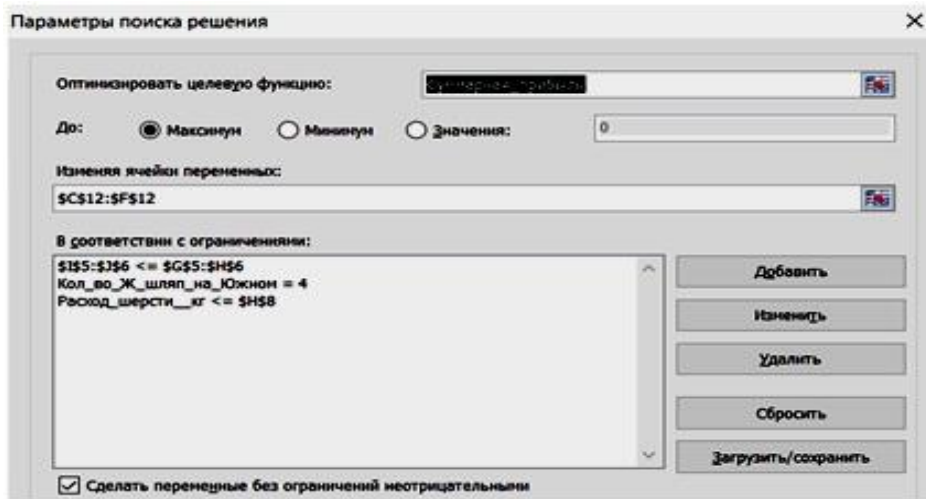 Параметры поиска решения
Оптимизировать целевую функцию:
Суммарная_прибыль
До: Максимум Минимум Значения: 0
Изменяя ячейки переменных:
$C$12:$F$12
В соответствии с ограничениями:
$I$5:$J$6 <= $G$5:$H$6
Кол_во_Ж_шляп_на_Южном = 4
Расход_шерсти__кг <= $H$8
Добавить
Изменить
Удалить
Сбросить
Загрузить/сохранить
Сделать переменные без ограничений неотрицательными